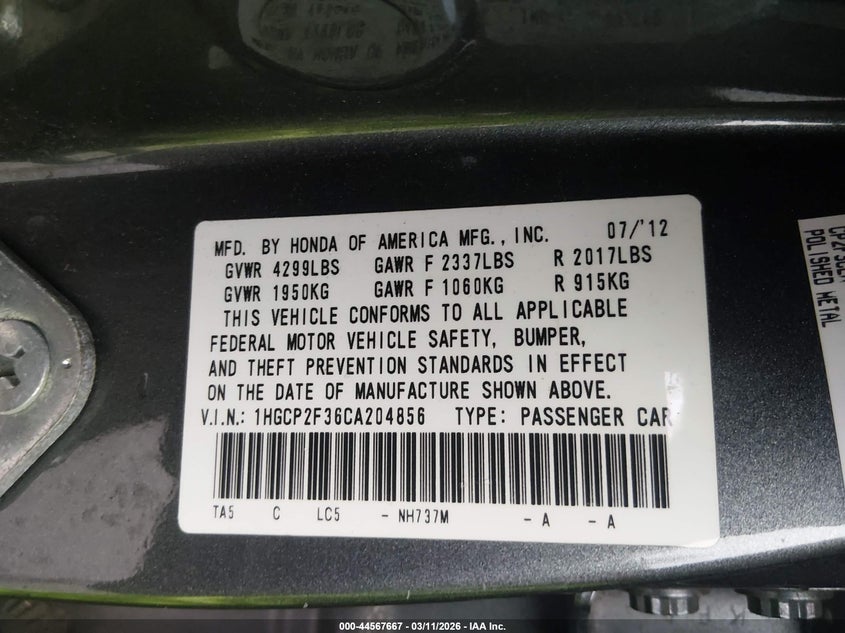 MFD. BY HONDA OF AMERICA MFG., INC. 07/'12
GVWR 4299LBS GAWR F 2337LBS R 2017LBS
GVWR 1950KG GAWR F 1060KG R 915KG
THIS VEHICLE CONFORMS TO ALL APPLICABLE
FEDERAL MOTOR VEHICLE SAFETY, BUMPER,
AND THEFT PREVENTION STANDARDS IN EFFECT
ON THE DATE OF MANUFACTURE SHOWN ABOVE.
V.I.N.: 1HGCP2F36CA204856 TYPE: PASSENGER CAR
TA5 C LC5 - NH737M - A - A
POLISHED METAL
000-44567667 - 03/11/2026 - IAA Inc.